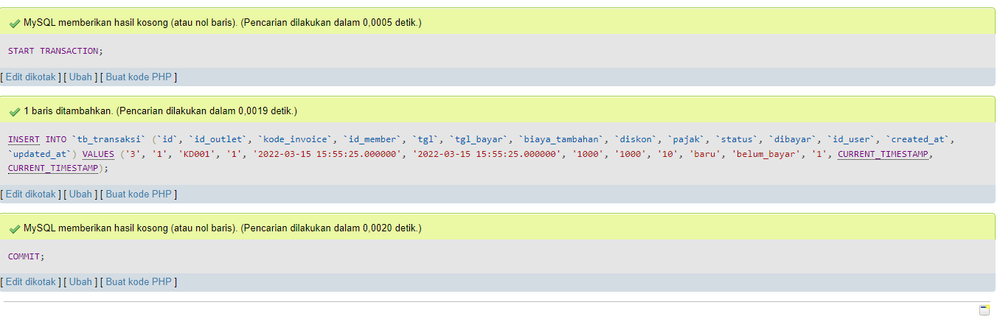 MySQL memberikan hasil kosong (atau nol baris). (Pencarian dilakukan dalam 0,0005 detik.)
START TRANSACTION;
[ Edit dikotak ] [ Ubah ] [ Buat kode PHP ]
1 baris ditambahkan. (Pencarian dilakukan dalam 0,0019 detik.)
INSERT INTO `tb_transaksi` (`id`, `id_outlet`, `kode_invoice`, `id_member`, `tgl`, `tgl_bayar`, `biaya_tambahan`, `diskon`, `pajak`, `status`, `dibayar`, `id_user`, `created_at`,
`updated_at`) VALUES ('3', '1', 'KD001', '1', '2022-03-15 15:55:25.000000', '2022-03-15 15:55:25.000000', '1000', '1000', '10', 'baru', 'belum_bayar', '1', CURRENT_TIMESTAMP,
CURRENT_TIMESTAMP);
[ Edit dikotak ] [ Ubah ] [ Buat kode PHP ]
MySQL memberikan hasil kosong (atau nol baris). (Pencarian dilakukan dalam 0,0020 detik.)
COMMIT;
[ Edit dikotak ] [ Ubah ] [ Buat kode PHP ]